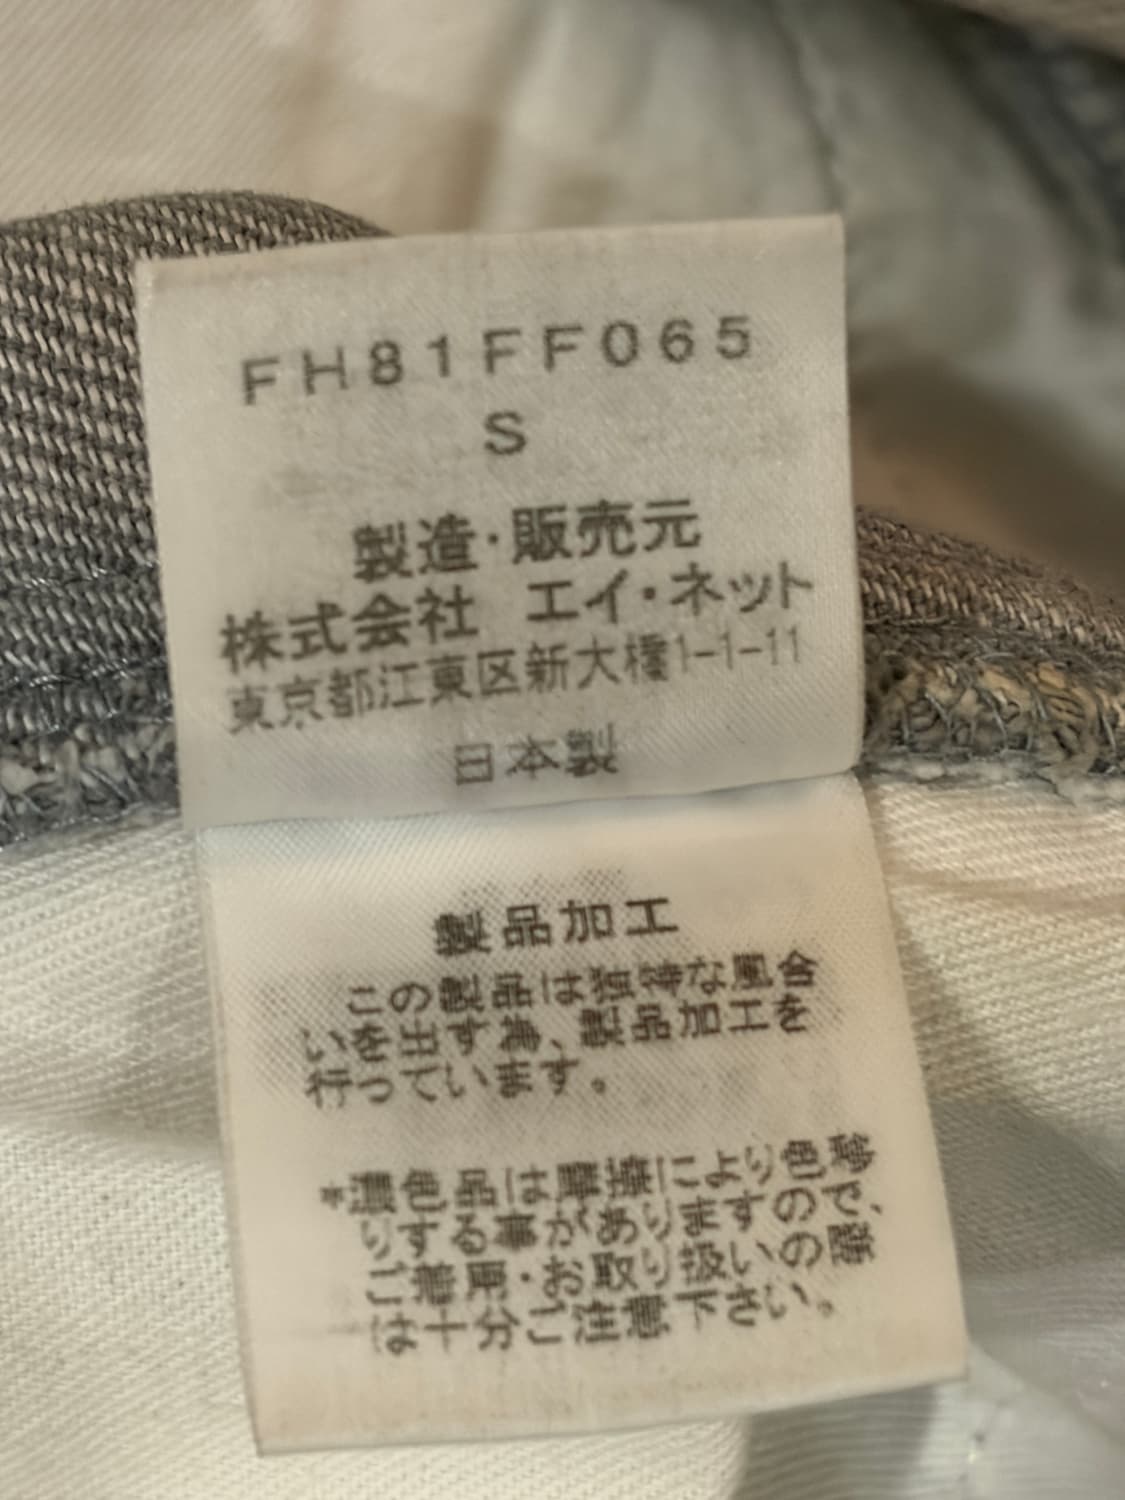 FH81FF065
S
製造・販売元
株式会社 エイ・ネット
東京都江東区新大橋1-1-11
日本製
製品加工
この製品は独特な風合
いを出す為、製品加工を
行っています。
*濃色品は摩擦により色移
りする事がありますので、
ご着用・お取り扱いの際
は十分ご注意下さい。